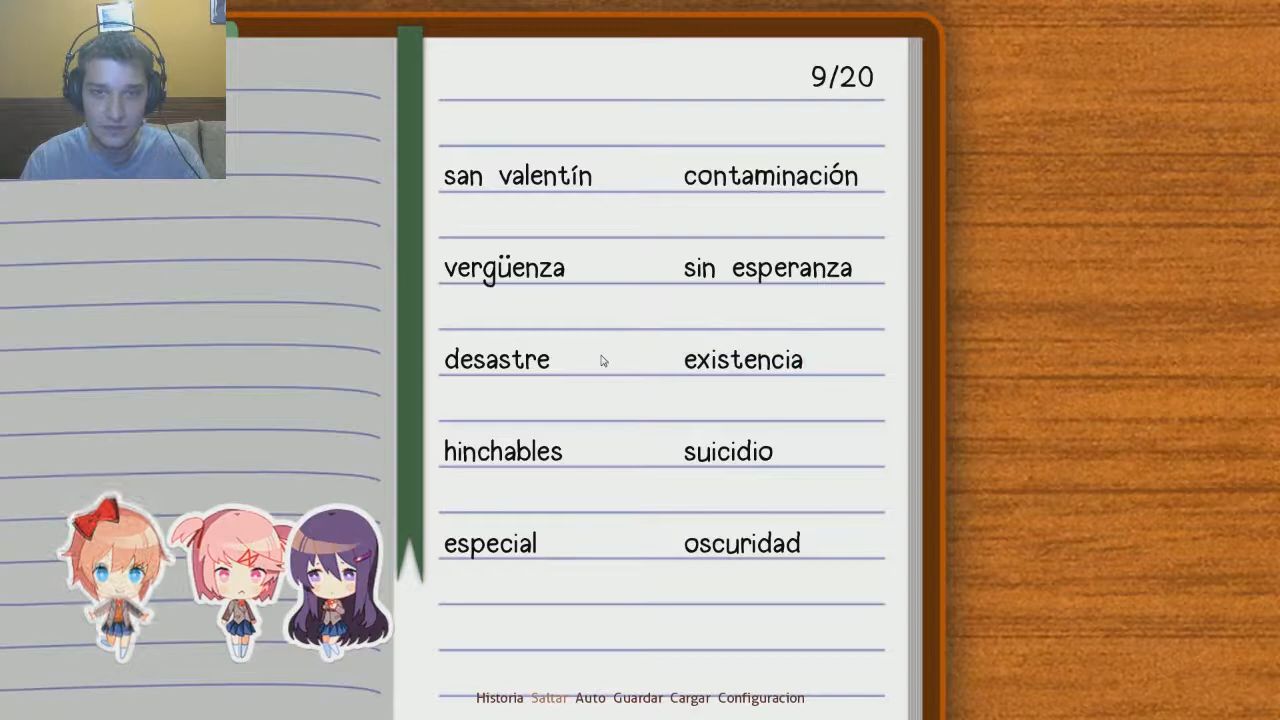 9/20
san valentín contaminación
vergüenza sin esperanza
desastre existencia
hinchables suicidio
especial oscuridad
Historia Saltar Auto Guardar Cargar Configuracion